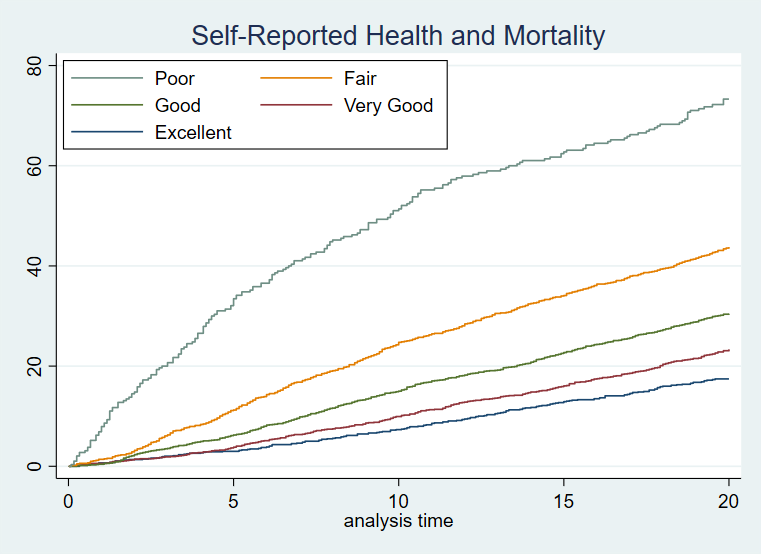 Self-Reported Health and Mortality
Poor Fair
Good Very Good
Excellent
80
60
40
20
0
0 5 10 15 20
analysis time